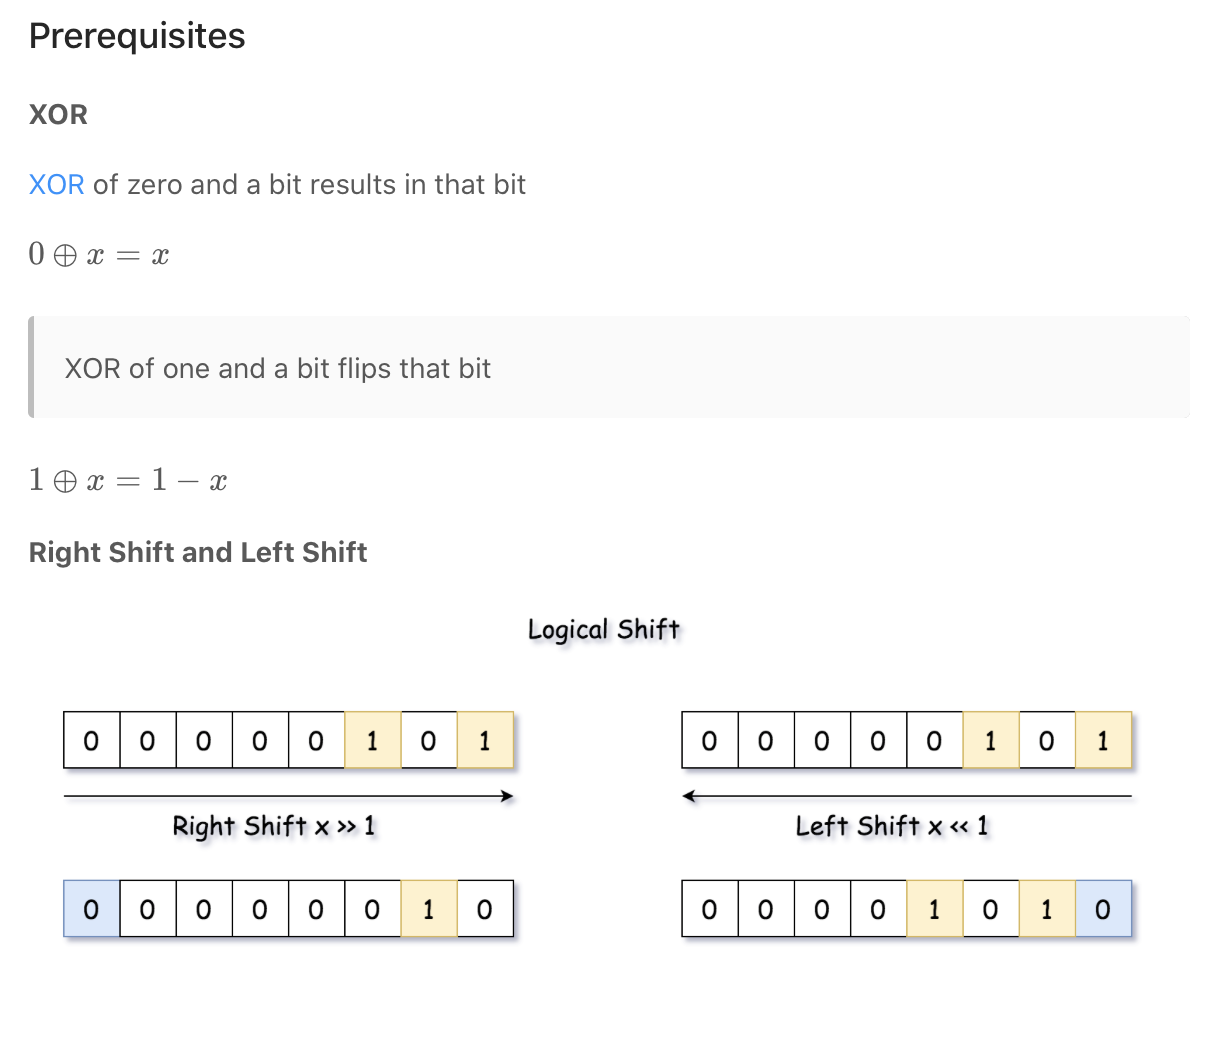 Prerequisites
XOR
XOR of zero and a bit results in that bit
0 ⊕ x = x
XOR of one and a bit flips that bit
1 ⊕ x = 1 − x
Right Shift and Left Shift
Logical Shift
0 0 0 0 0 1 0 1
0 0 0 0 0 1 0 1
Right Shift x >> 1
Left Shift x << 1
0 0 0 0 0 0 1 0
0 0 0 0 1 0 1 0